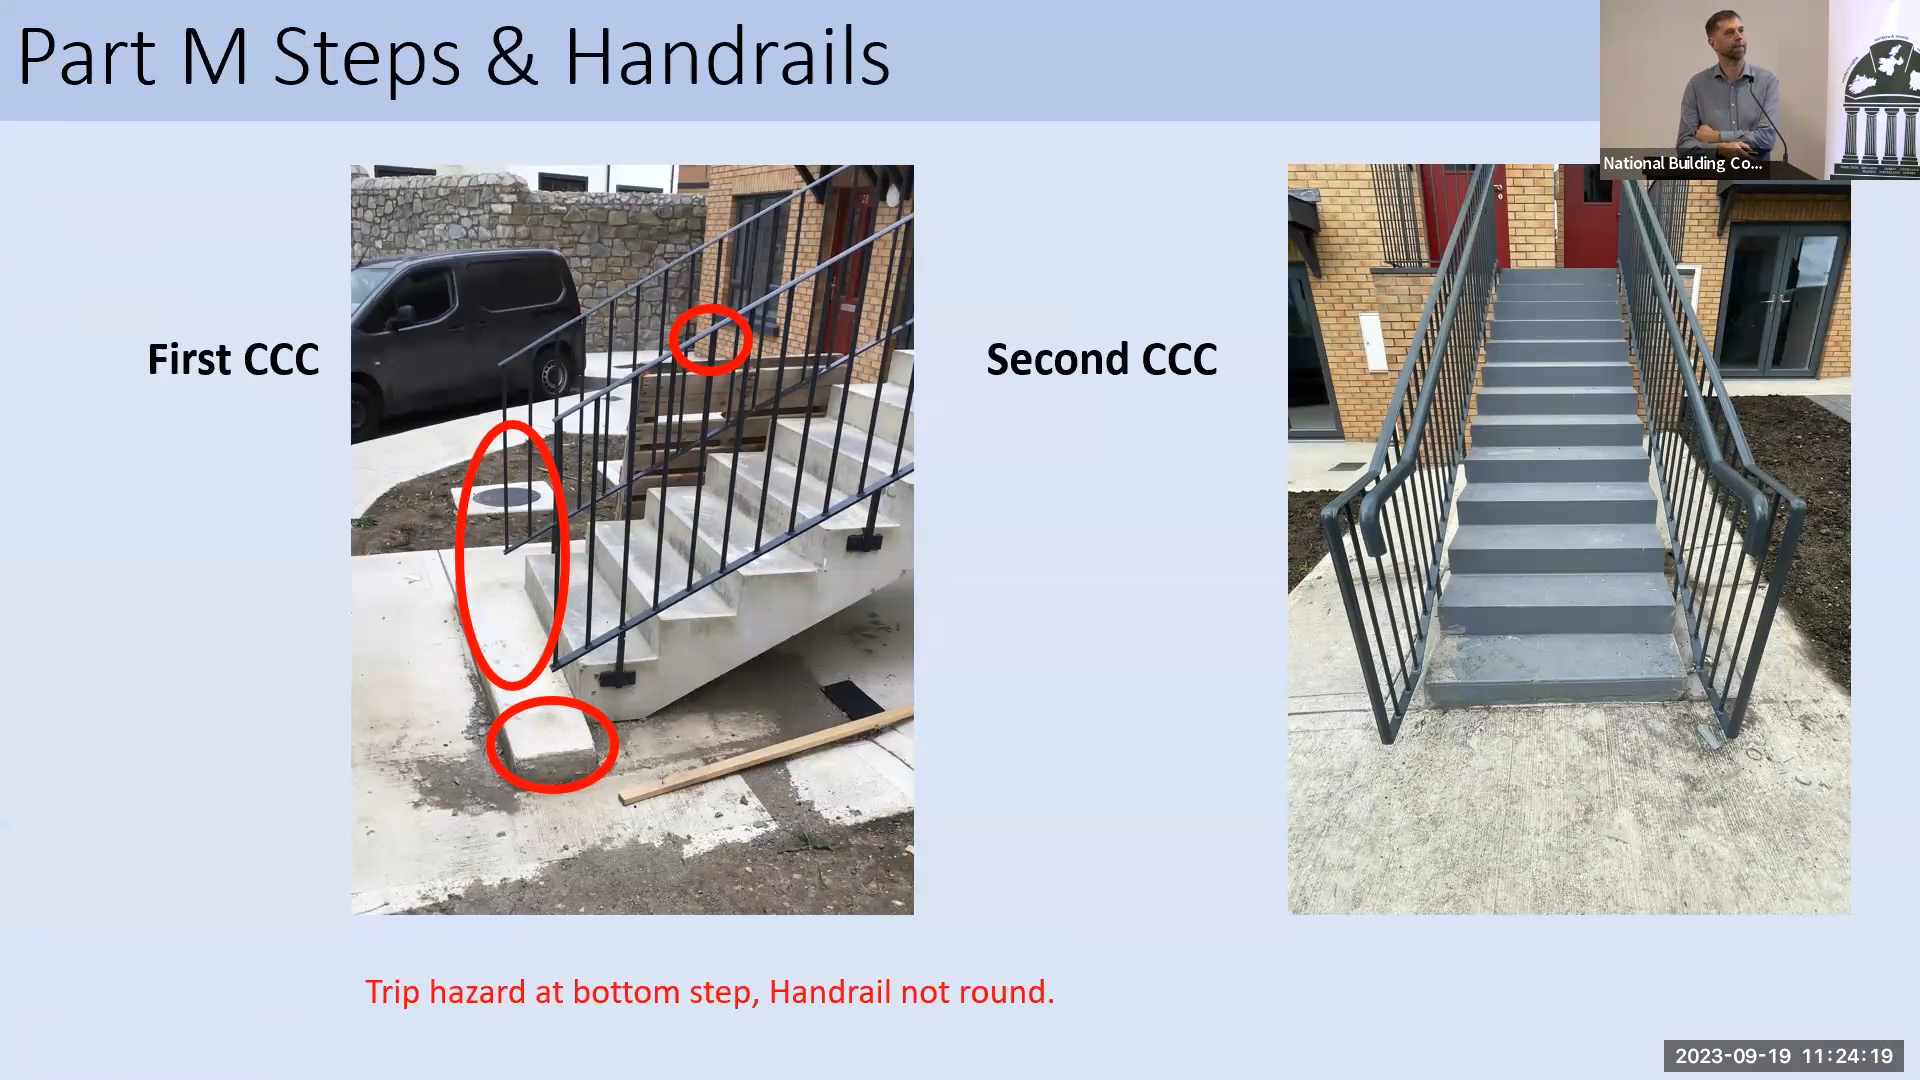 Part M Steps & Handrails
National Building Co...
First CCC
Second CCC
Trip hazard at bottom step, Handrail not round.
2023-09-19 11:24:19